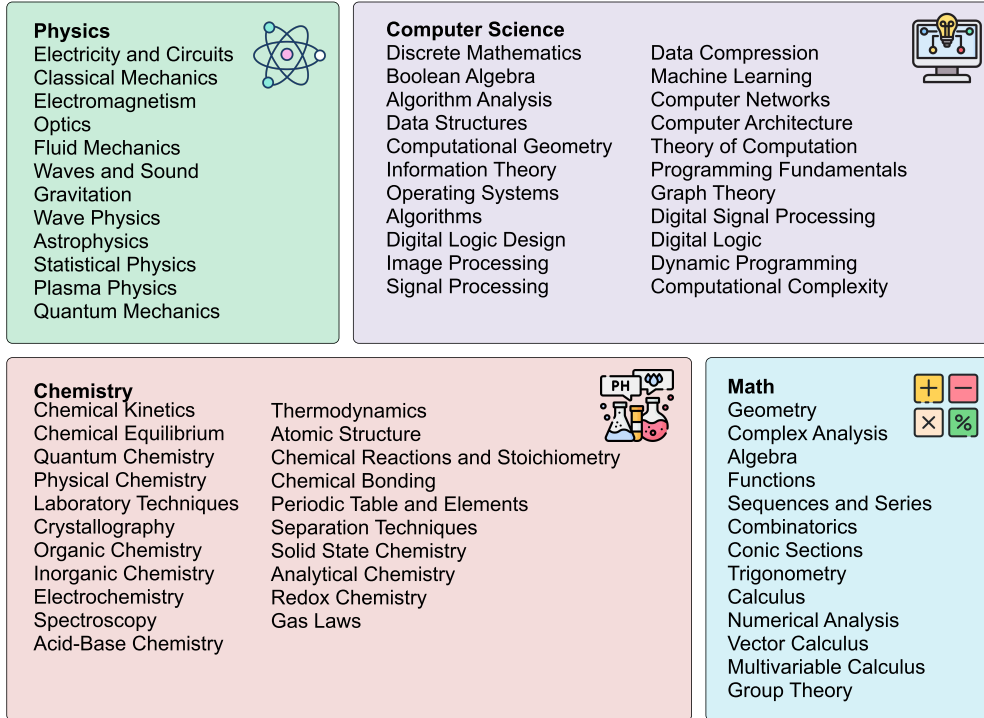 Physics
Electricity and Circuits
Classical Mechanics
Electromagnetism
Optics
Fluid Mechanics
Waves and Sound
Gravitation
Wave Physics
Astrophysics
Statistical Physics
Plasma Physics
Quantum Mechanics
Computer Science
Discrete Mathematics
Boolean Algebra
Algorithm Analysis
Data Structures
Computational Geometry
Information Theory
Operating Systems
Algorithms
Digital Logic Design
Image Processing
Signal Processing
Data Compression
Machine Learning
Computer Networks
Computer Architecture
Theory of Computation
Programming Fundamentals
Graph Theory
Digital Signal Processing
Digital Logic
Dynamic Programming
Computational Complexity
Chemistry
Chemical Kinetics
Chemical Equilibrium
Quantum Chemistry
Physical Chemistry
Laboratory Techniques
Crystallography
Organic Chemistry
Inorganic Chemistry
Electrochemistry
Spectroscopy
Acid-Base Chemistry
Thermodynamics
Atomic Structure
Chemical Reactions and Stoichiometry
Chemical Bonding
Periodic Table and Elements
Separation Techniques
Solid State Chemistry
Analytical Chemistry
Redox Chemistry
Gas Laws
PH
Math
Geometry
Complex Analysis
Algebra
Functions
Sequences and Series
Combinatorics
Conic Sections
Trigonometry
Calculus
Numerical Analysis
Vector Calculus
Multivariable Calculus
Group Theory
+ −
× %